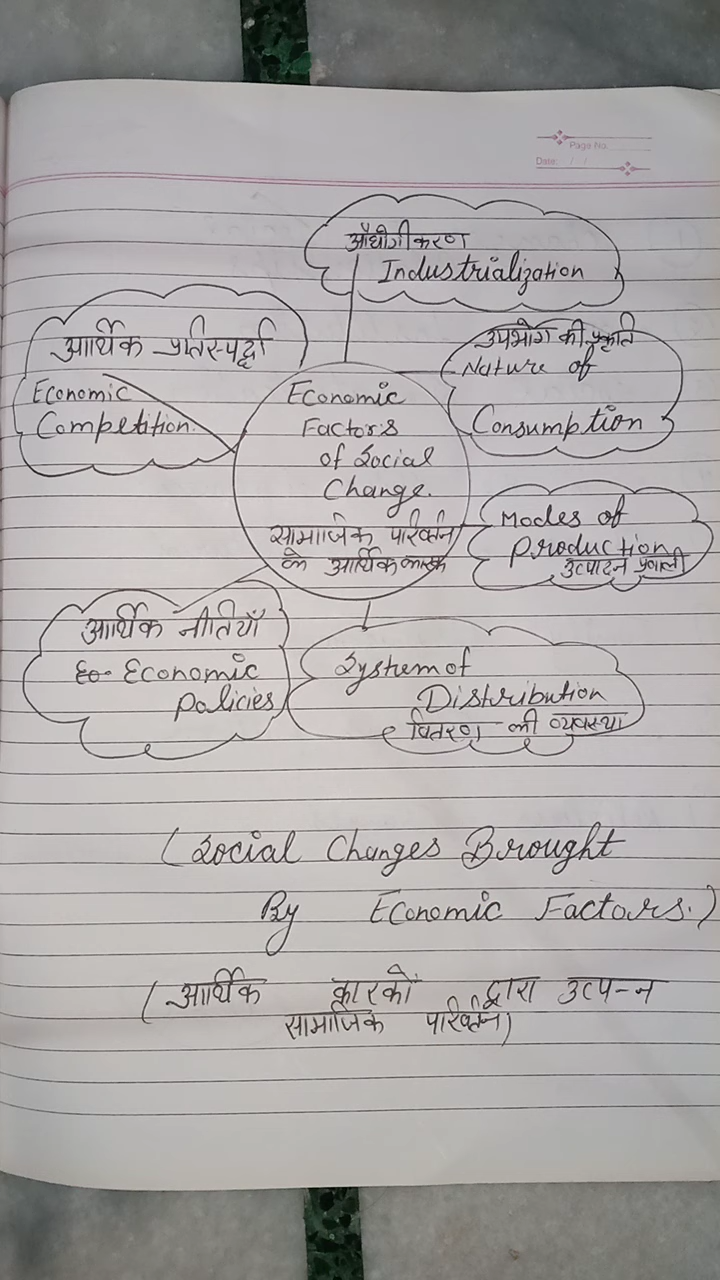 Page No.
Date: / /
औद्योगीकरण
Industrialization
आर्थिक प्रतिस्पर्द्धा
Economic
Competition.
उपभोग की प्रकृति
Nature of
Consumption
Economic
Factors
of Social
Change.
सामाजिक परिवर्तन
के आर्थिक कारक
Modes of
Production
उत्पादन प्रणाली
आर्थिक नीतियाँ
Economic
Policies
System of
Distribution
वितरण की व्यवस्था
(Social Changes Brought
By Economic Factors.)
(आर्थिक कारकों द्वारा उत्पन्न
सामाजिक परिवर्तन)